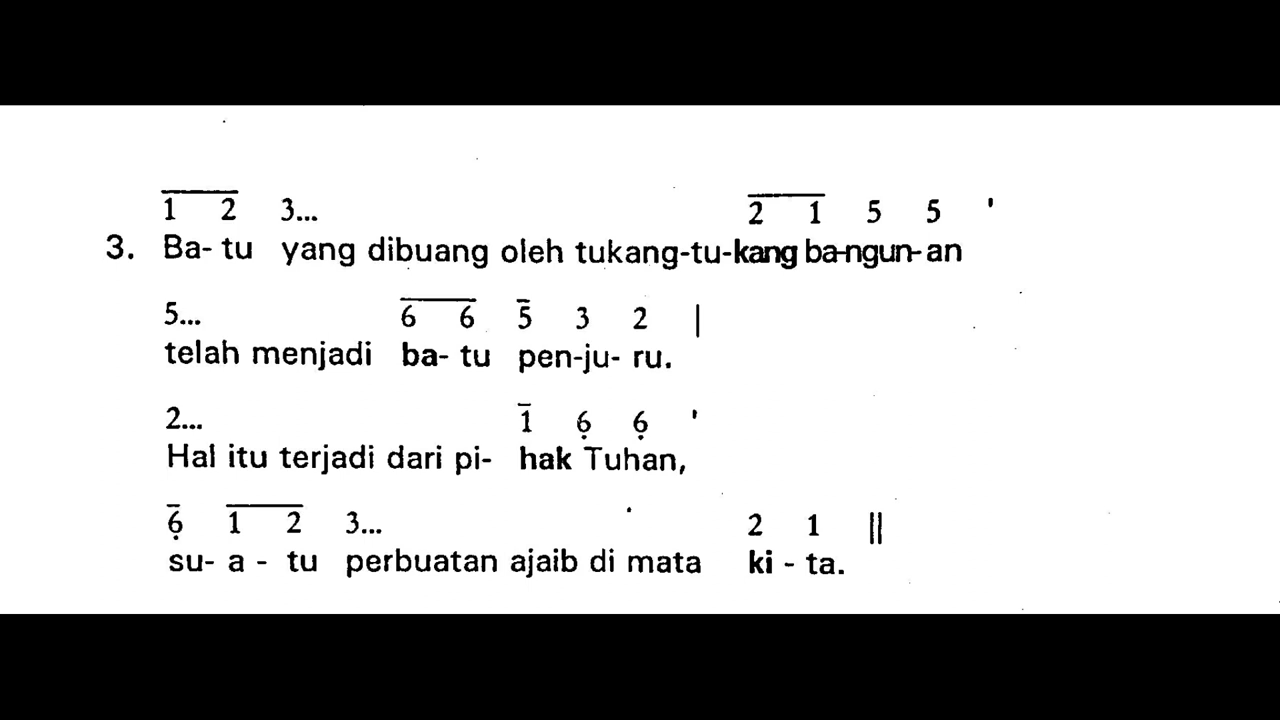 1 2 3... 2 1 5 5 '
3. Ba- tu yang dibuang oleh tukang-tu-kang ba-ngun-an
5... 6 6 5 3 2 |
telah menjadi ba- tu pen-ju- ru.
2... 1 6̣ 6̣ '
Hal itu terjadi dari pi- hak Tuhan,
6̣ 1 2 3... 2 1 ||
su- a - tu perbuatan ajaib di mata ki - ta.